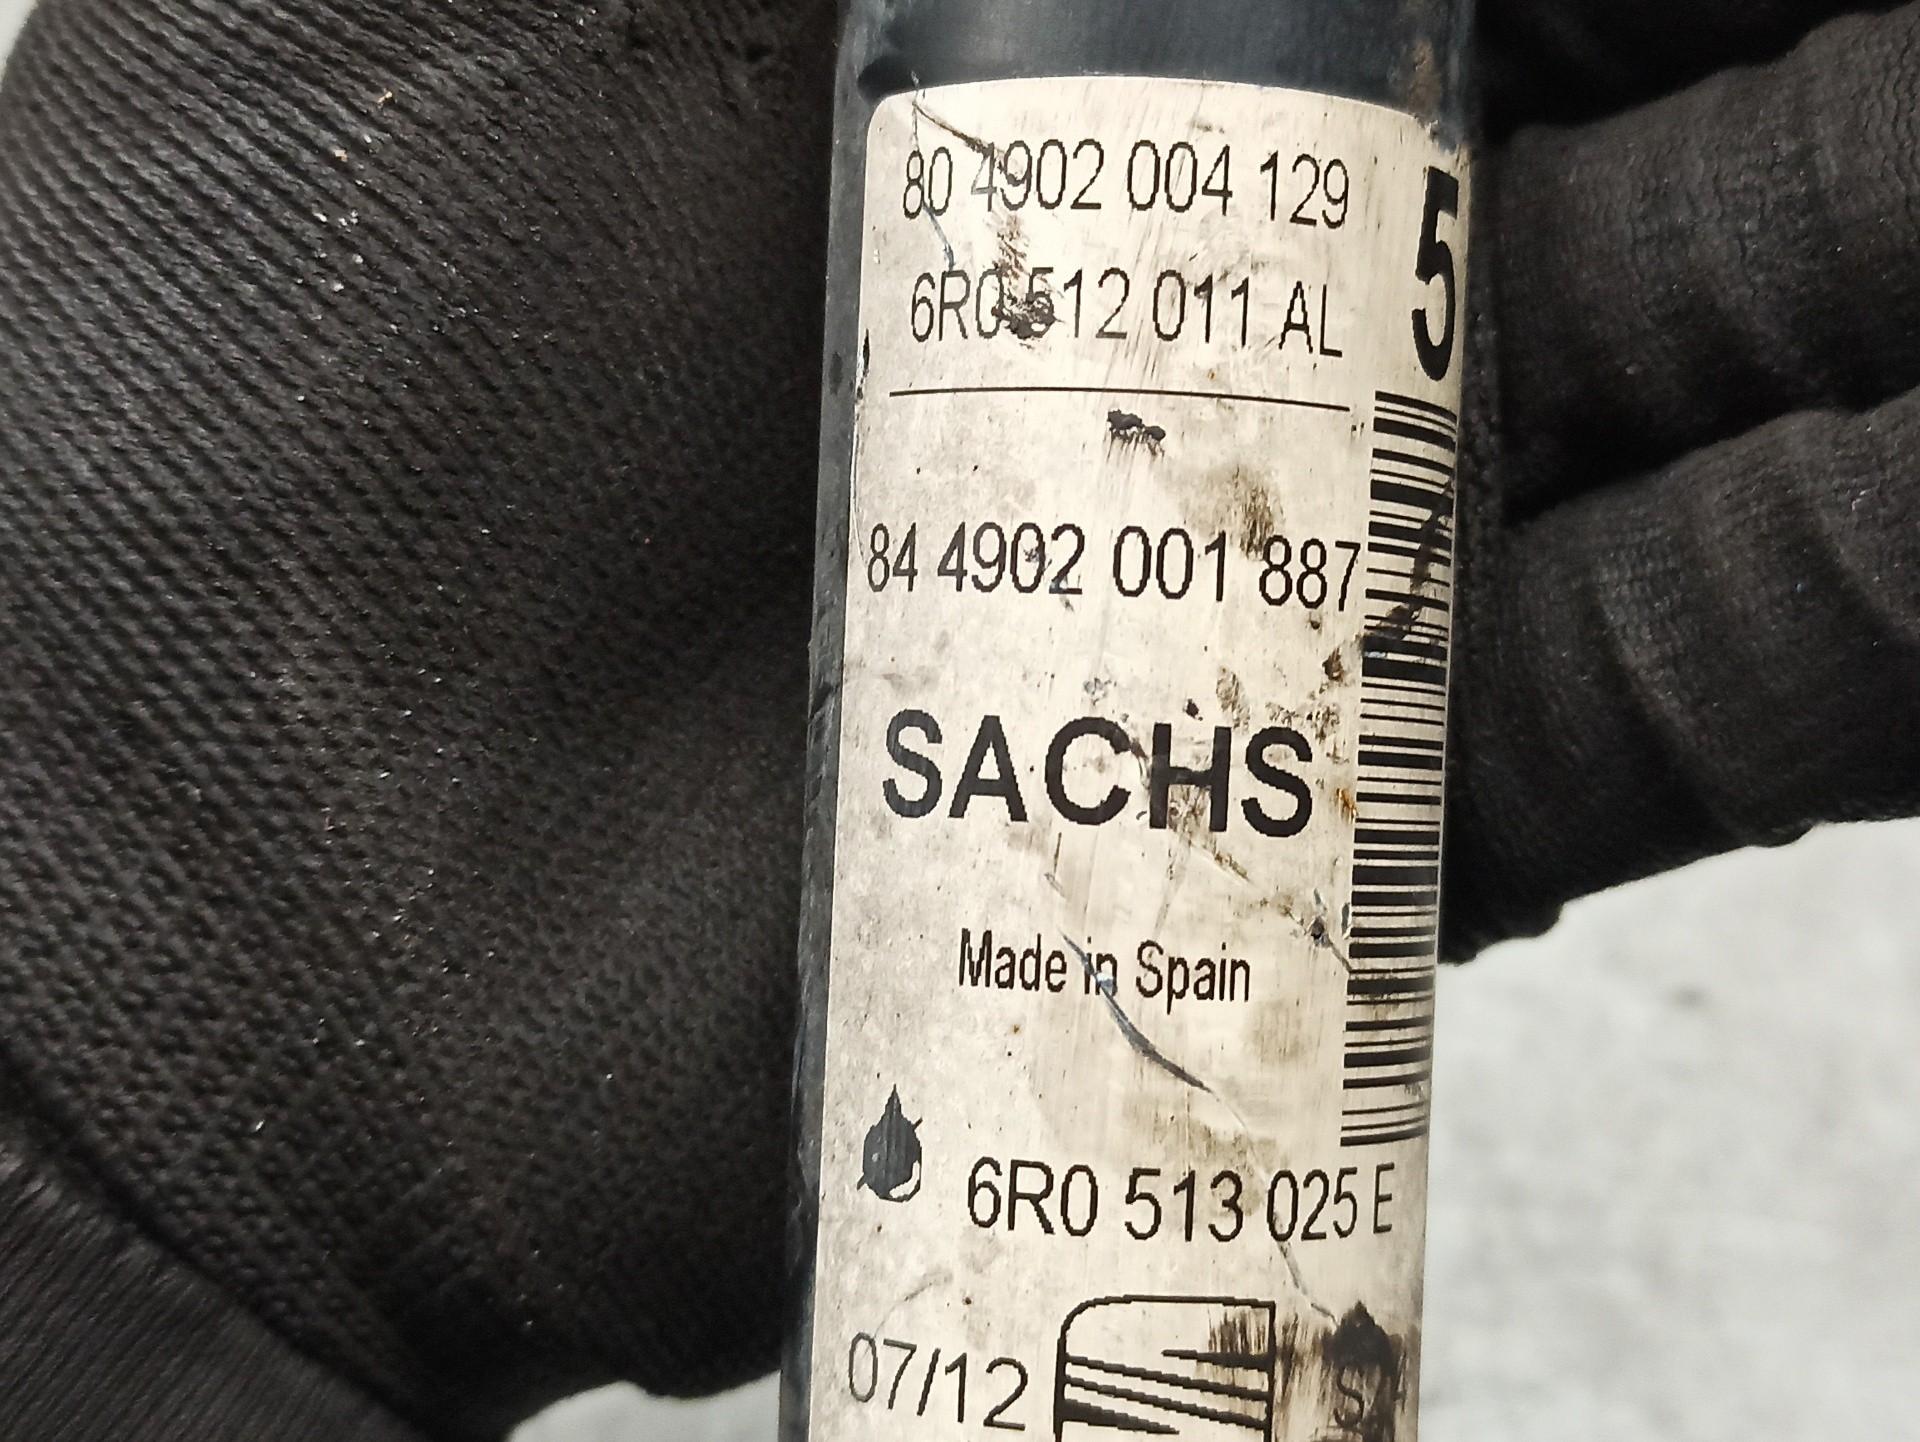 80 4902 004 129
6R0 512 011 AL
5
84 4902 001 887
SACHS
Made in Spain
6R0 513 025 E
07/12